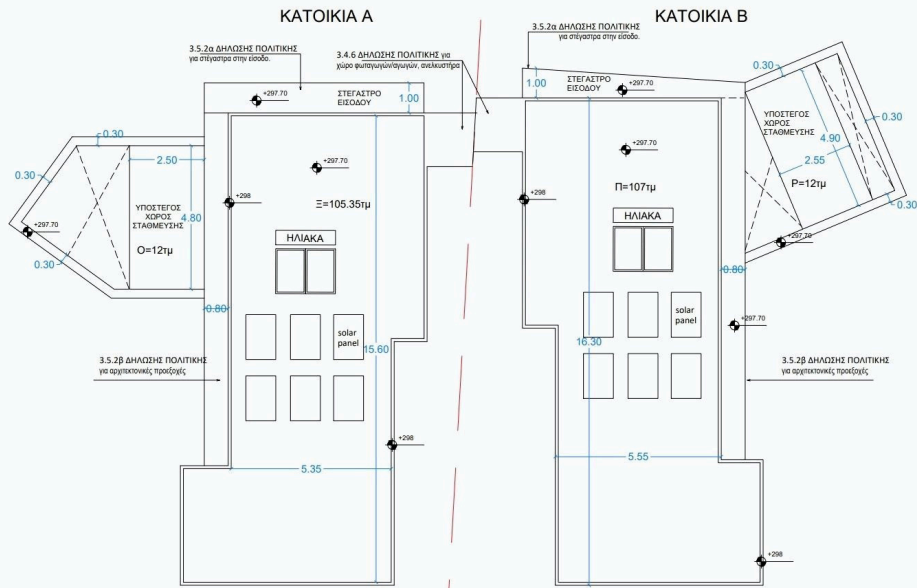 ΚΑΤΟΙΚΙΑ Α
ΚΑΤΟΙΚΙΑ Β
3.5.2α ΔΗΛΩΣΗΣ ΠΟΛΙΤΙΚΗΣ
για στέγαστρα στην είσοδο.
3.4.6 ΔΗΛΩΣΗΣ ΠΟΛΙΤΙΚΗΣ για
χώρο φωταγωγών/αγωγών, ανελκυστήρα
3.5.2α ΔΗΛΩΣΗΣ ΠΟΛΙΤΙΚΗΣ
για στέγαστρα στην είσοδο.
+297.70
ΣΤΕΓΑΣΤΡΟ
ΕΙΣΟΔΟΥ
1.00
1.00
ΣΤΕΓΑΣΤΡΟ
ΕΙΣΟΔΟΥ
+297.70
0.30
0.30
2.50
+297.70
+297.70
ΥΠΟΣΤΕΓΟΣ
ΧΩΡΟΣ
ΣΤΑΘΜΕΥΣΗΣ
4.90
2.55
0.30
Ρ=12τμ
0.30
0.30
ΥΠΟΣΤΕΓΟΣ
ΧΩΡΟΣ
ΣΤΑΘΜΕΥΣΗΣ
4.80
Ο=12τμ
+297.70
0.30
+298
Ξ=105.35τμ
+298
Π=107τμ
+297.70
ΗΛΙΑΚΑ
ΗΛΙΑΚΑ
0.80
0.80
solar
panel
15.60
solar
panel
16.30
+297.70
3.5.2β ΔΗΛΩΣΗΣ ΠΟΛΙΤΙΚΗΣ
για αρχιτεκτονικές προεξοχές
3.5.2β ΔΗΛΩΣΗΣ ΠΟΛΙΤΙΚΗΣ
για αρχιτεκτονικές προεξοχές
+298
5.35
5.55
+298